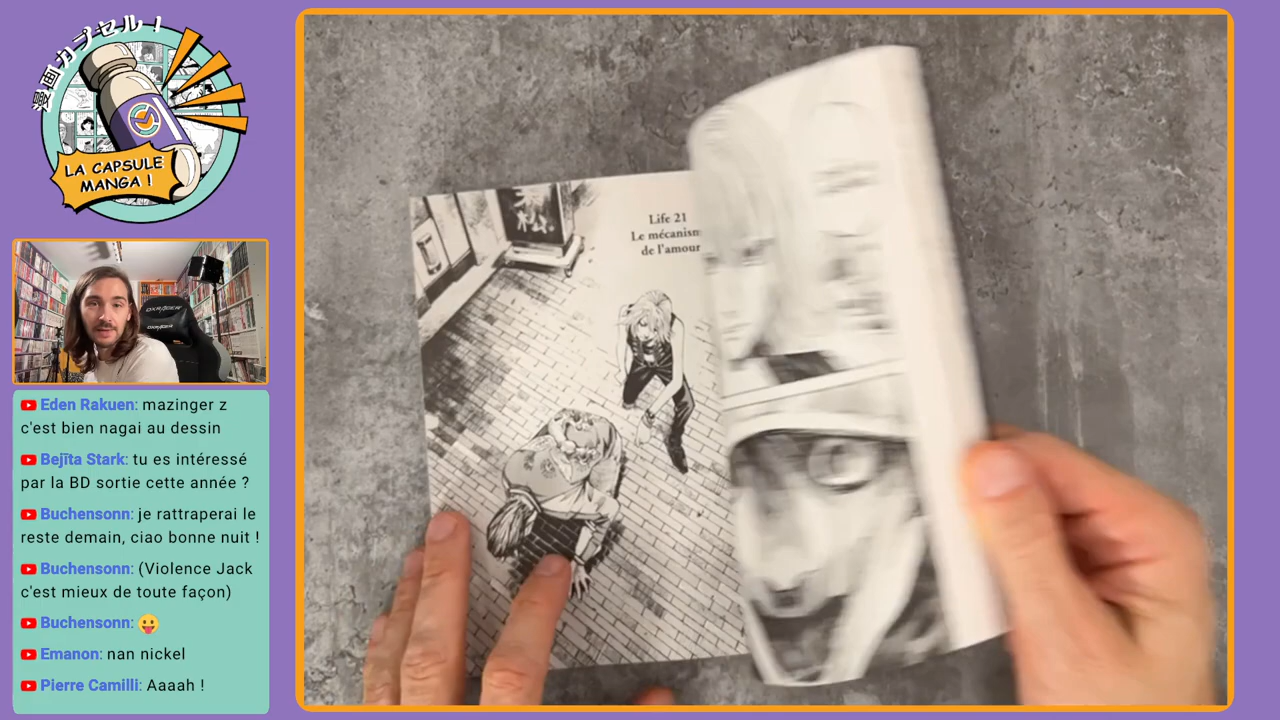 漫画カプセル!
LA CAPSULE
MANGA !
Life 21
Le mécanism
de l'amour
Eden Rakuen: mazinger z
c'est bien nagai au dessin
Bejīta Stark: tu es intéressé
par la BD sortie cette année ?
Buchensonn: je rattraperai le
reste demain, ciao bonne nuit !
Buchensonn: (Violence Jack
c'est mieux de toute façon)
Buchensonn: 😛
Emanon: nan nickel
Pierre Camilli: Aaaah !